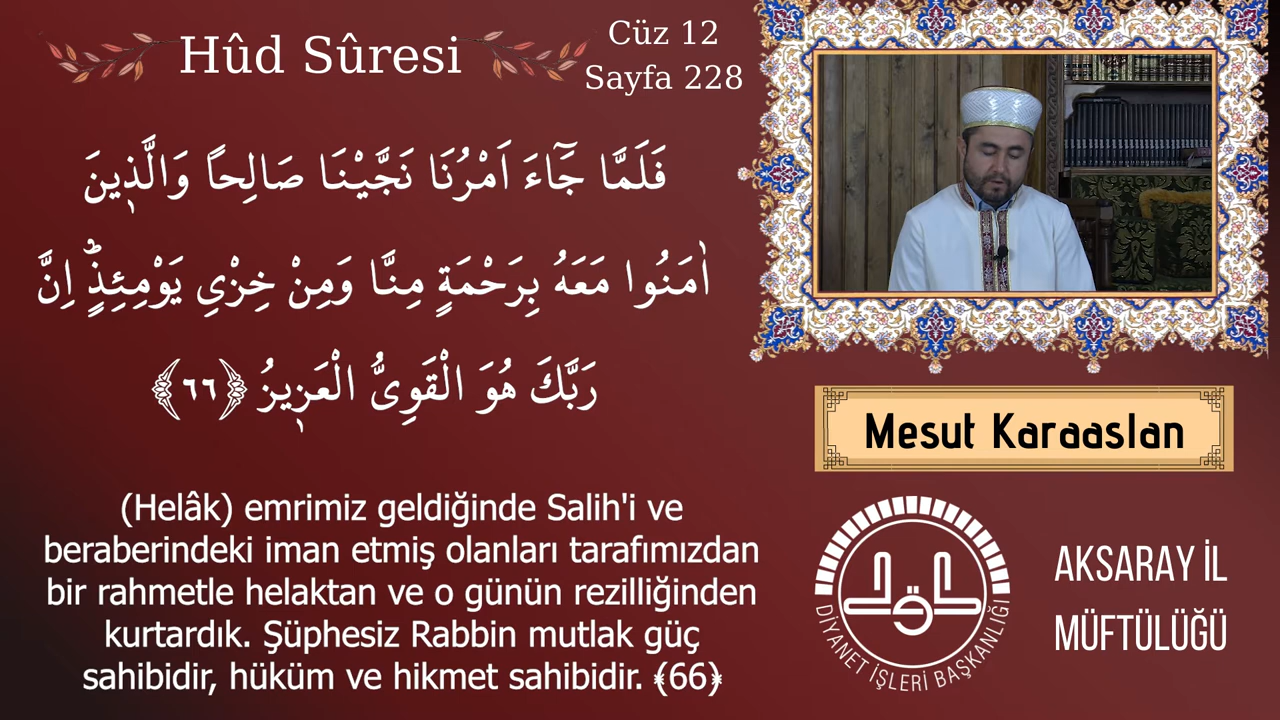 Hûd Sûresi
Cüz 12
Sayfa 228
فَلَمَّا جَٓاءَ اَمْرُنَا نَجَّيْنَا صَالِحاً وَالَّذ۪ينَ
اٰمَنُوا مَعَهُ بِرَحْمَةٍ مِنَّا وَمِنْ خِزْيِ يَوْمِئِذٍۜ اِنَّ
رَبَّكَ هُوَ الْقَوِيُّ الْعَز۪يزُ ﴿٦٦﴾
(Helâk) emrimiz geldiğinde Salih'i ve
beraberindeki iman etmiş olanları tarafımızdan
bir rahmetle helaktan ve o günün rezilliğinden
kurtardık. Şüphesiz Rabbin mutlak güç
sahibidir, hüküm ve hikmet sahibidir. ﴾66﴿
Mesut Karaaslan
DİYANET İŞLERİ BAŞKANLIĞI
AKSARAY İL
MÜFTÜLÜĞÜ